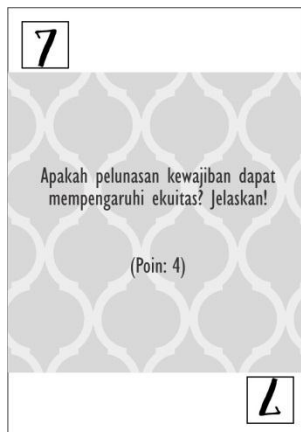 7
Apakah pelunasan kewajiban dapat
mempengaruhi ekuitas? Jelaskan!
(Poin: 4)
7